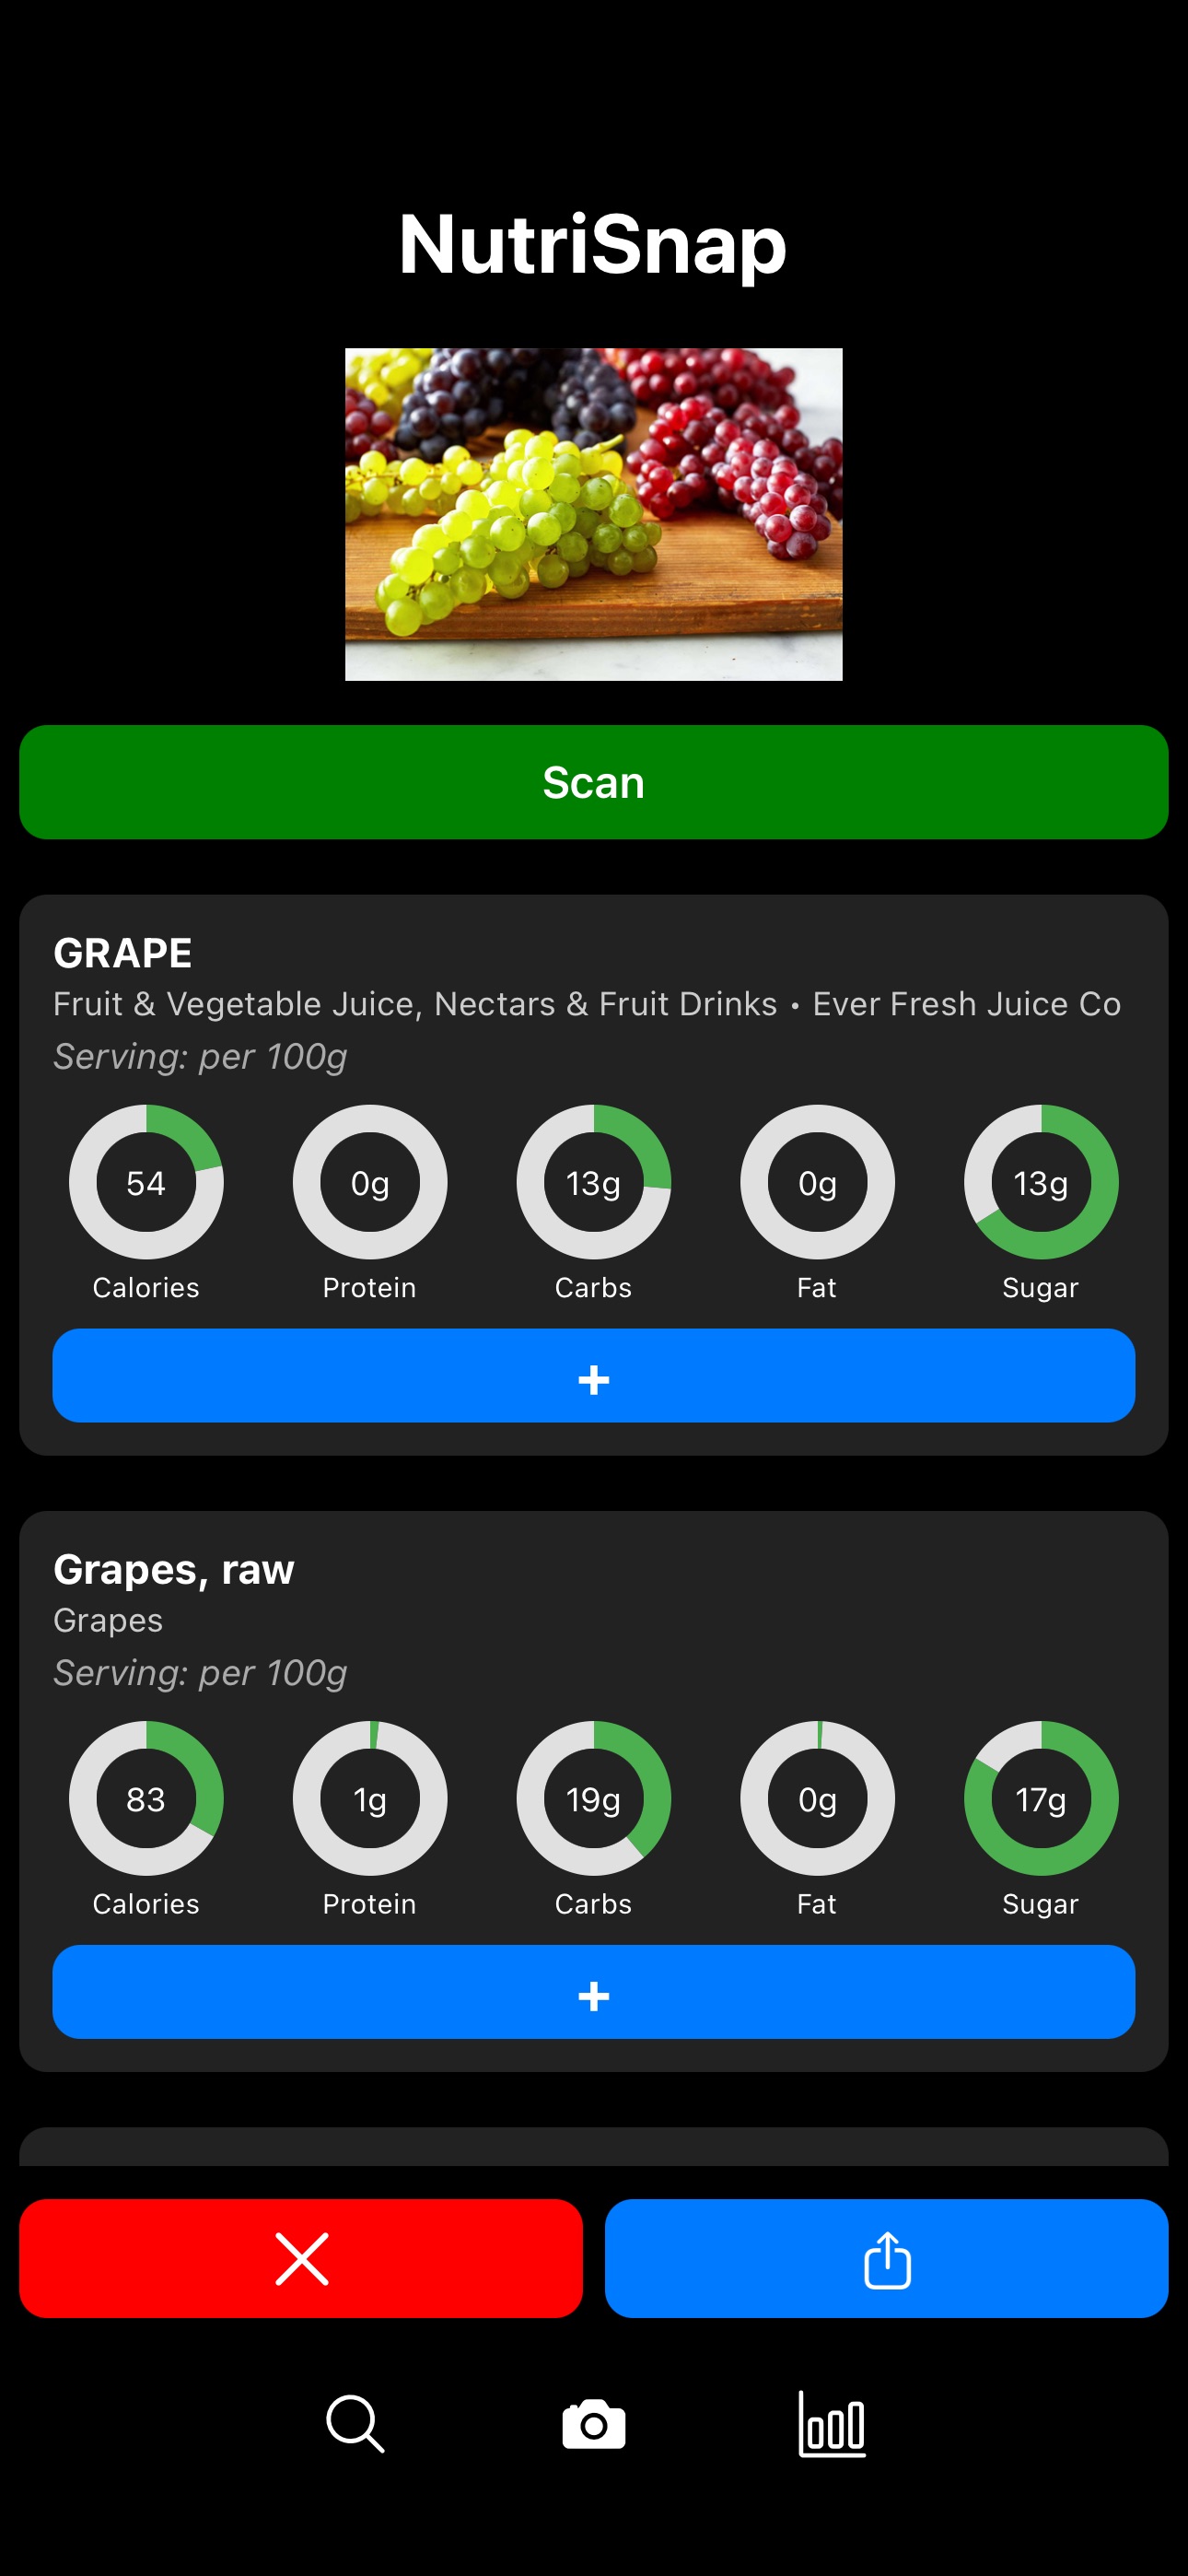 NutriSnap
Scan
GRAPE
Fruit & Vegetable Juice, Nectars & Fruit Drinks • Ever Fresh Juice Co
Serving: per 100g
54 0g 13g 0g 13g
Calories Protein Carbs Fat Sugar
+
Grapes, raw
Grapes
Serving: per 100g
83 1g 19g 0g 17g
Calories Protein Carbs Fat Sugar
+